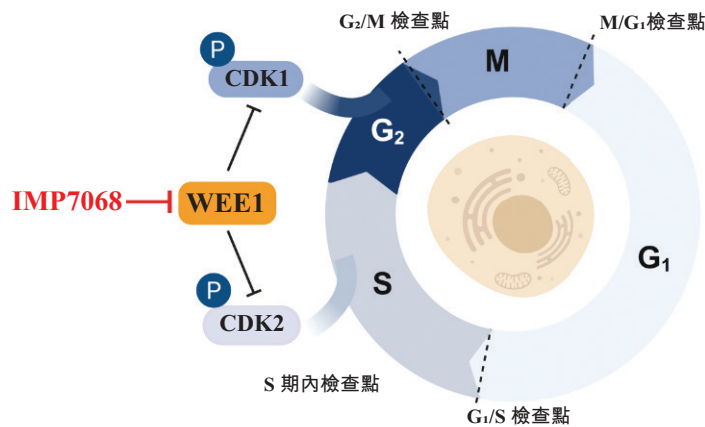 G₂/M 檢查點
M/G₁檢查點
P
CDK1
M
G₂
IMP7068
WEE1
G₁
P
CDK2
S
S 期內檢查點
G₁/S 檢查點